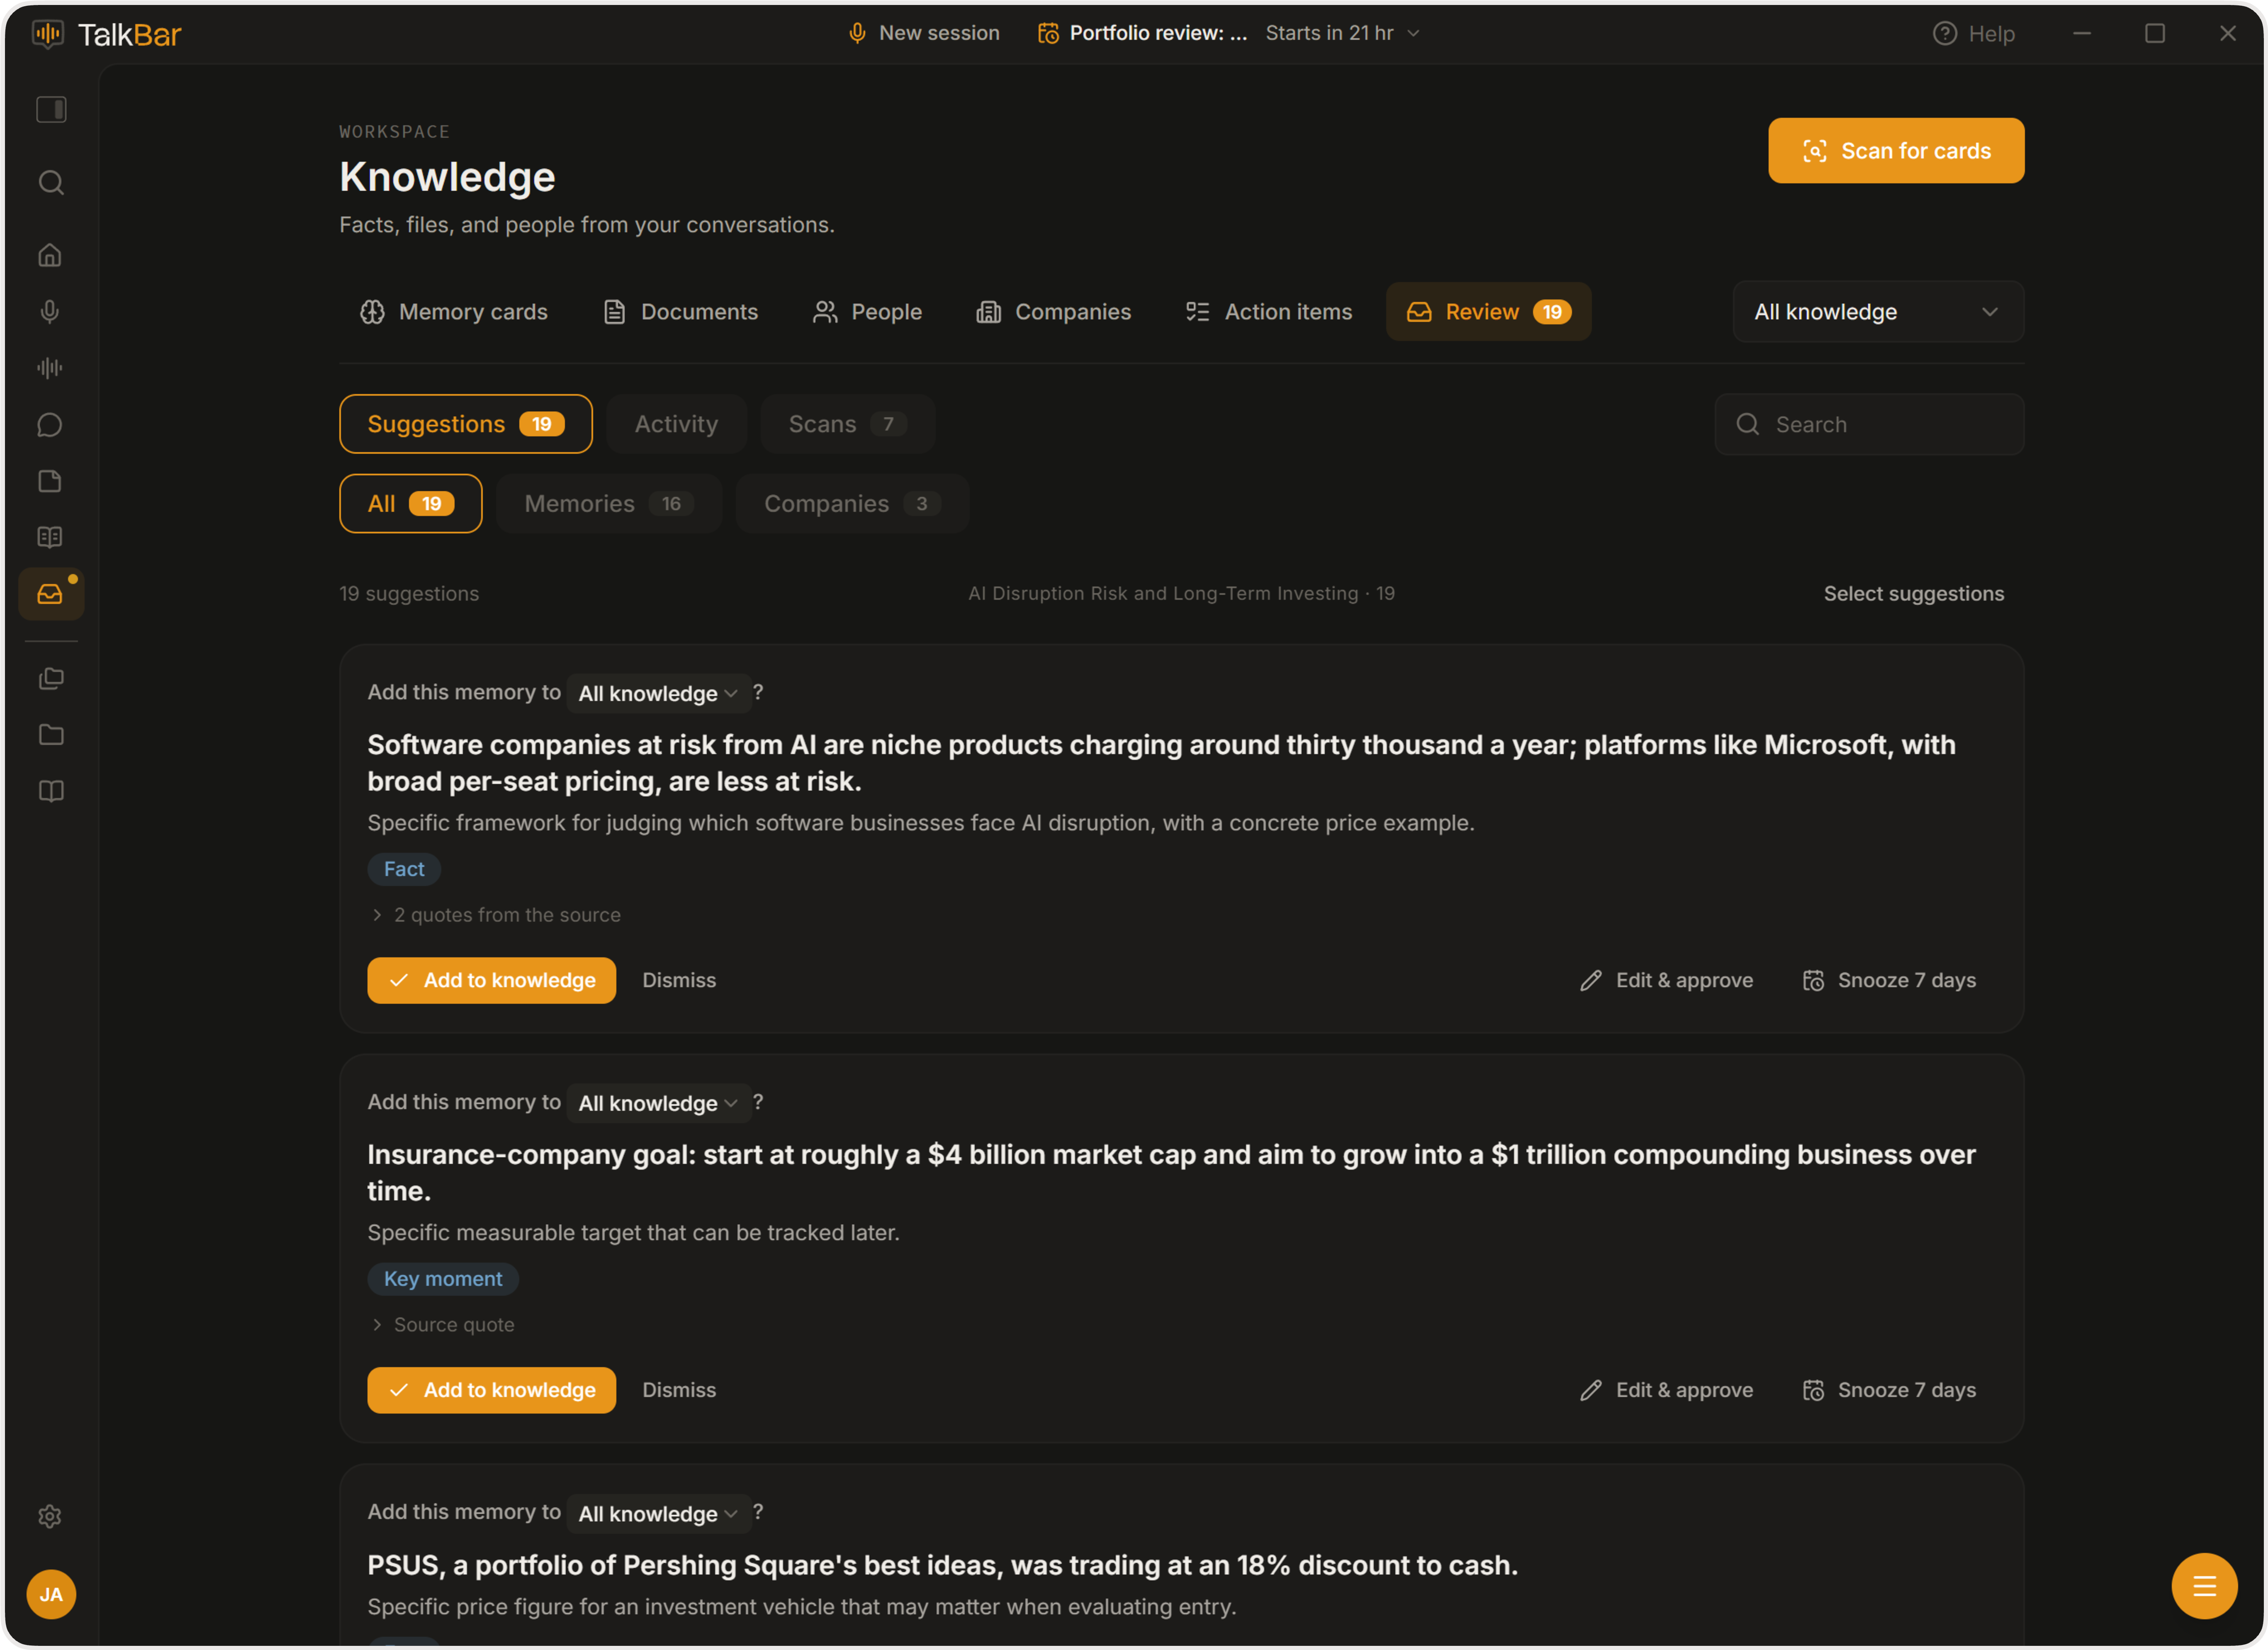 TalkBar
New session
Portfolio review: ...
Starts in 21 hr
Help
WORKSPACE
Knowledge
Facts, files, and people from your conversations.
Scan for cards
Memory cards
Documents
People
Companies
Action items
Review 19
All knowledge
Suggestions 19
Activity
Scans 7
Search
All 19
Memories 16
Companies 3
19 suggestions
AI Disruption Risk and Long-Term Investing · 19
Select suggestions
Add this memory to All knowledge ?
Software companies at risk from AI are niche products charging around thirty thousand a year; platforms like Microsoft, with
broad per-seat pricing, are less at risk.
Specific framework for judging which software businesses face AI disruption, with a concrete price example.
Fact
2 quotes from the source
Add to knowledge
Dismiss
Edit & approve
Snooze 7 days
Add this memory to All knowledge ?
Insurance-company goal: start at roughly a $4 billion market cap and aim to grow into a $1 trillion compounding business over
time.
Specific measurable target that can be tracked later.
Key moment
Source quote
Add to knowledge
Dismiss
Edit & approve
Snooze 7 days
Add this memory to All knowledge ?
PSUS, a portfolio of Pershing Square's best ideas, was trading at an 18% discount to cash.
Specific price figure for an investment vehicle that may matter when evaluating entry.
JA